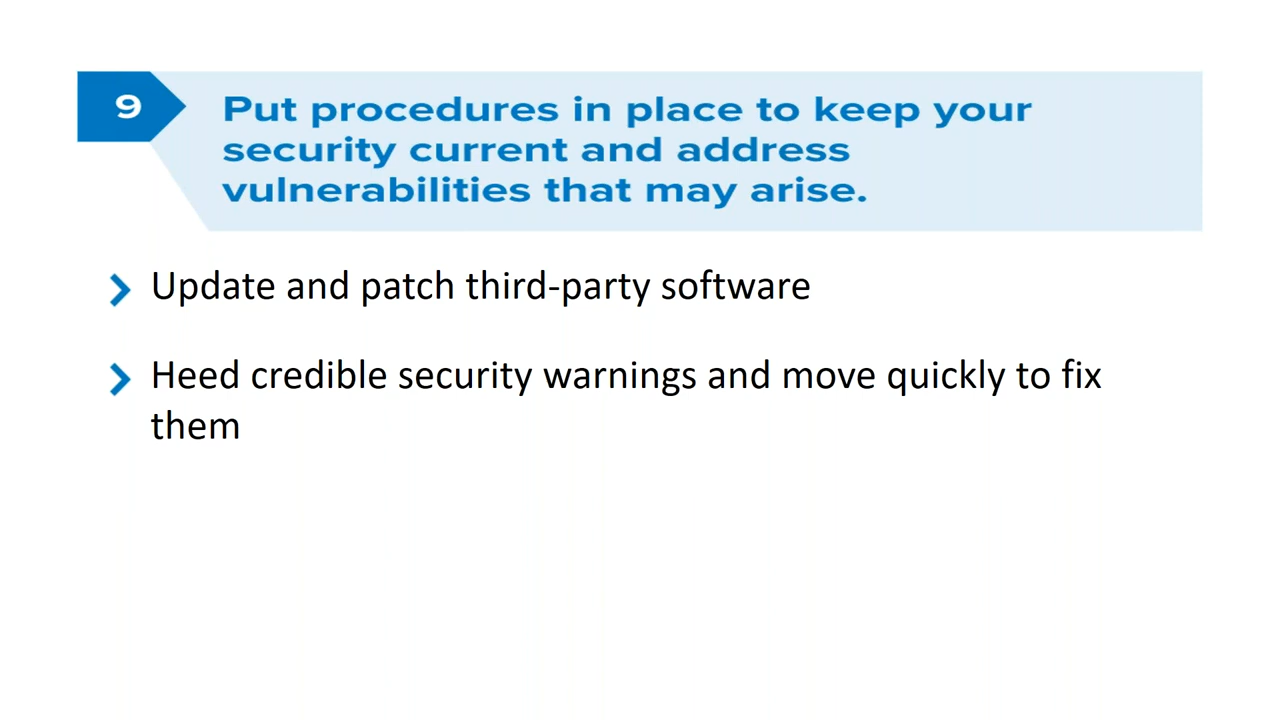 9
Put procedures in place to keep your
security current and address
vulnerabilities that may arise.
Update and patch third-party software
Heed credible security warnings and move quickly to fix
them